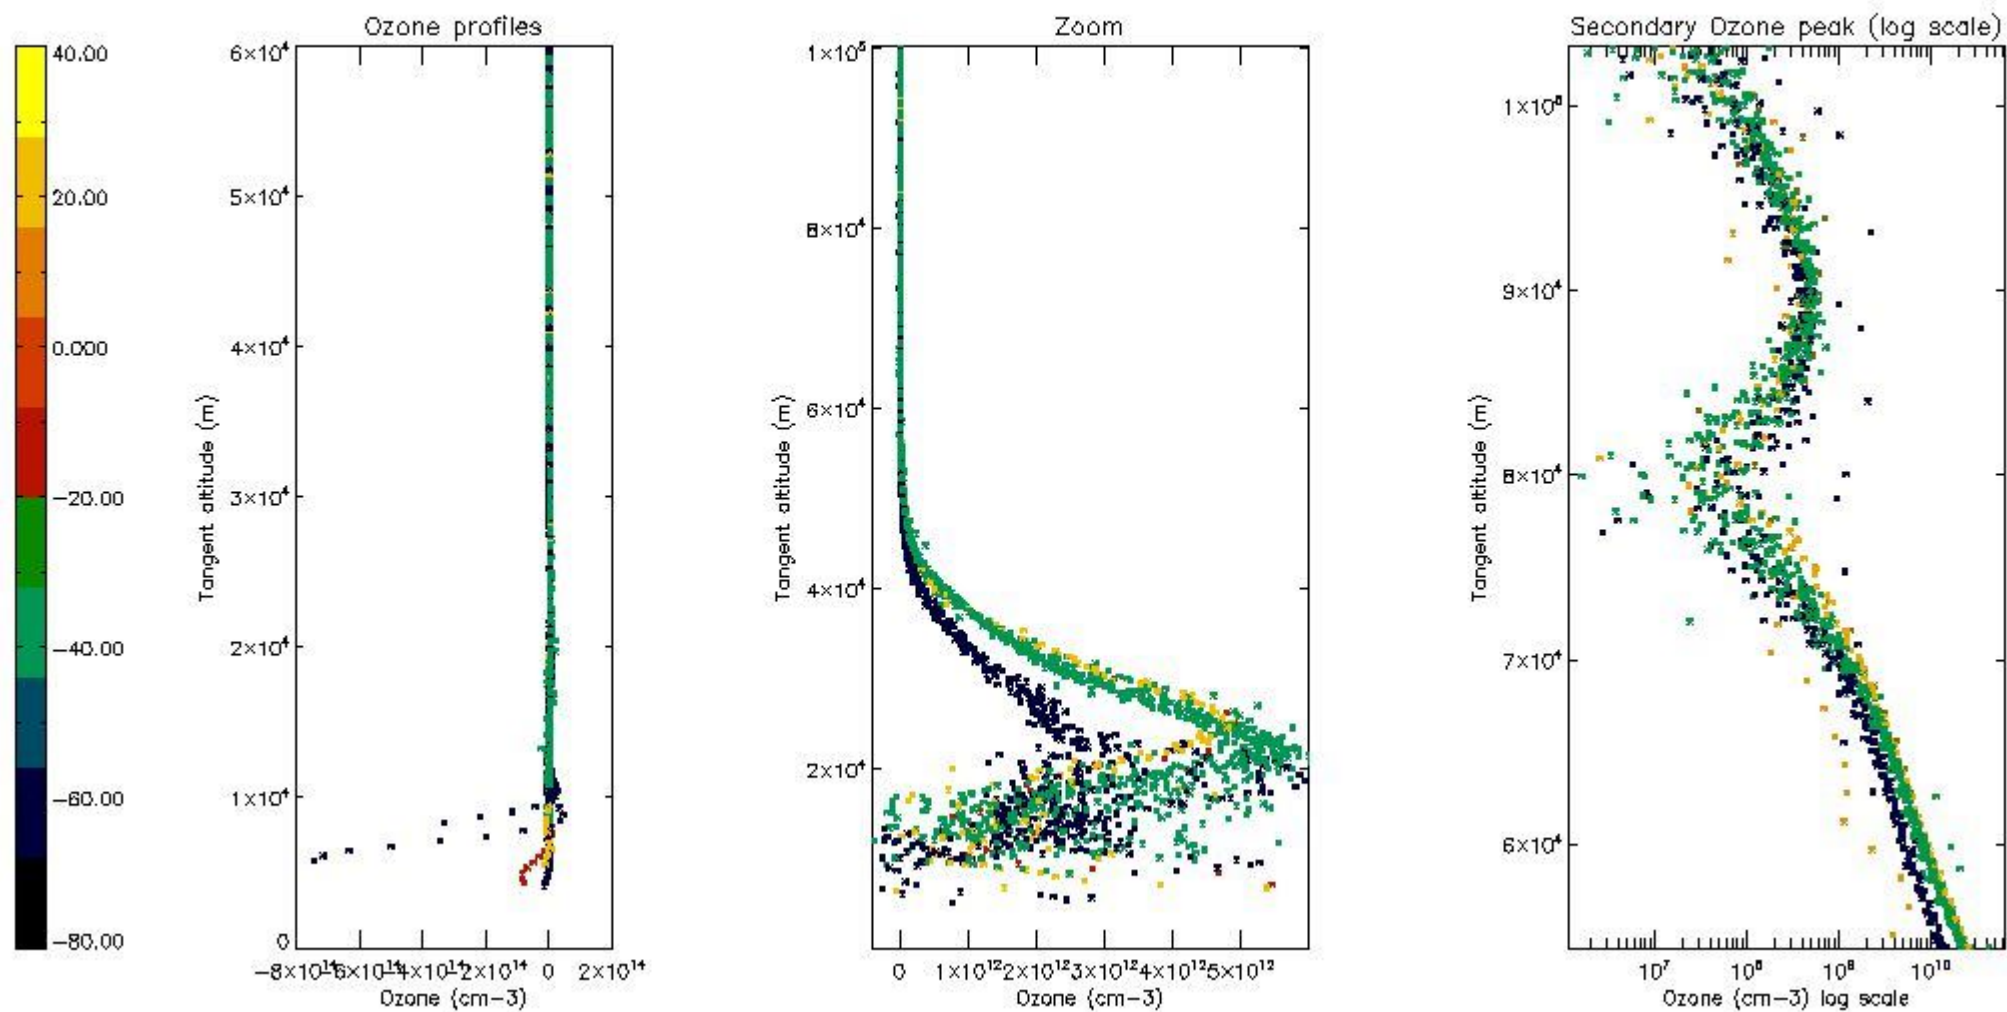 Ozone profiles
Zoom
Secondary Ozone peak (log scale)
40.00
20.00
0.000
-20.00
-40.00
-60.00
-80.00
6×10⁴
5×10⁴
4×10⁴
3×10⁴
2×10⁴
1×10⁴
0
Tangent altitude (m)
-8×10¹⁴ -6×10¹⁴ -4×10¹⁴ -2×10¹⁴ 0 2×10¹⁴
Ozone (cm-3)
1×10⁵
8×10⁴
6×10⁴
4×10⁴
2×10⁴
Tangent altitude (m)
0 1×10¹² 2×10¹² 3×10¹² 4×10¹² 5×10¹²
Ozone (cm-3)
1×10⁵
9×10⁴
8×10⁴
7×10⁴
6×10⁴
Tangent altitude (m)
10⁷ 10⁸ 10⁹ 10¹⁰
Ozone (cm-3) log scale